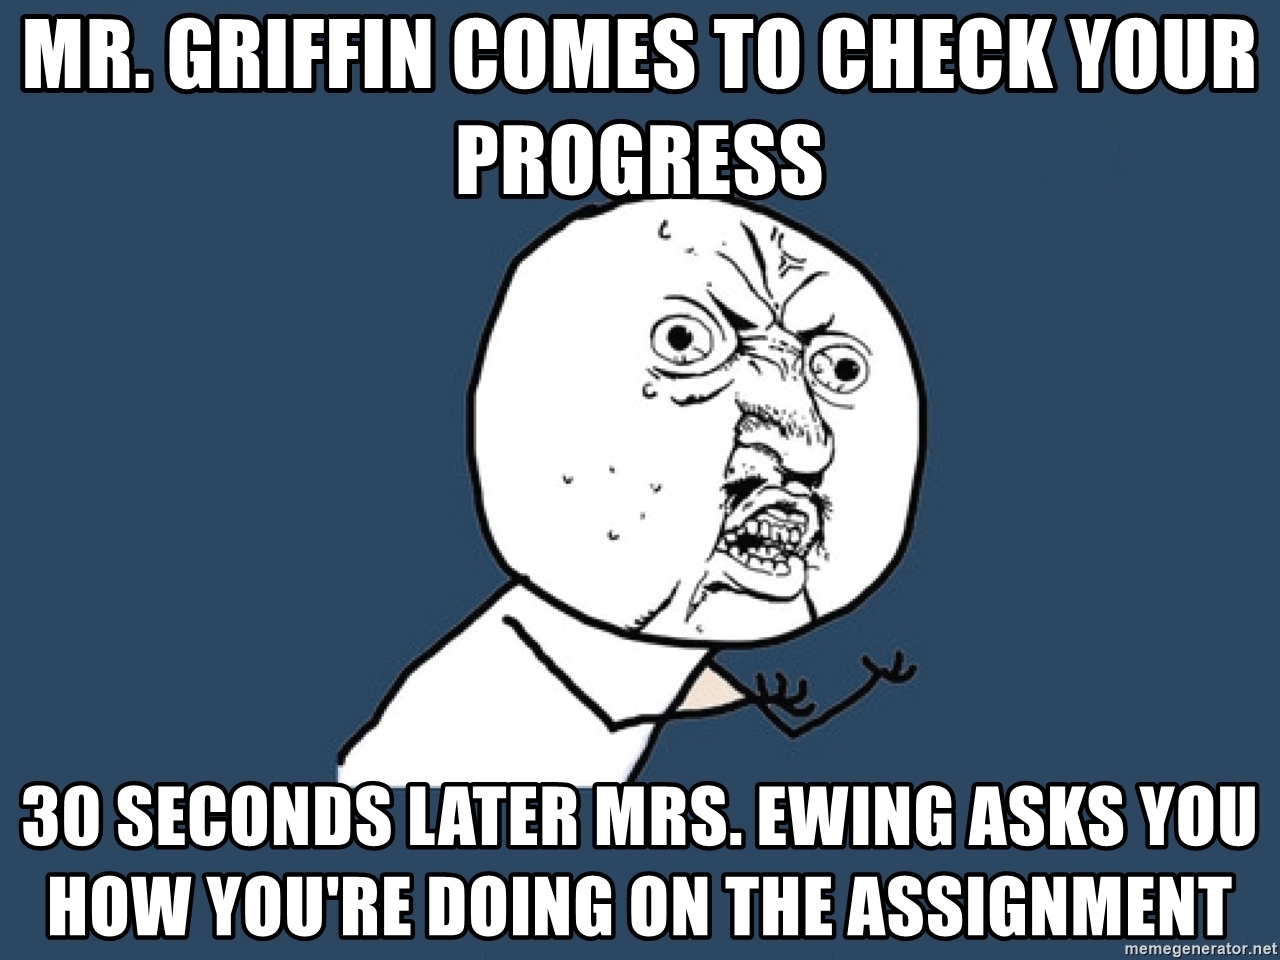 MR. GRIFFIN COMES TO CHECK YOUR
PROGRESS
30 SECONDS LATER MRS. EWING ASKS YOU
HOW YOU'RE DOING ON THE ASSIGNMENT
memegenerator.net